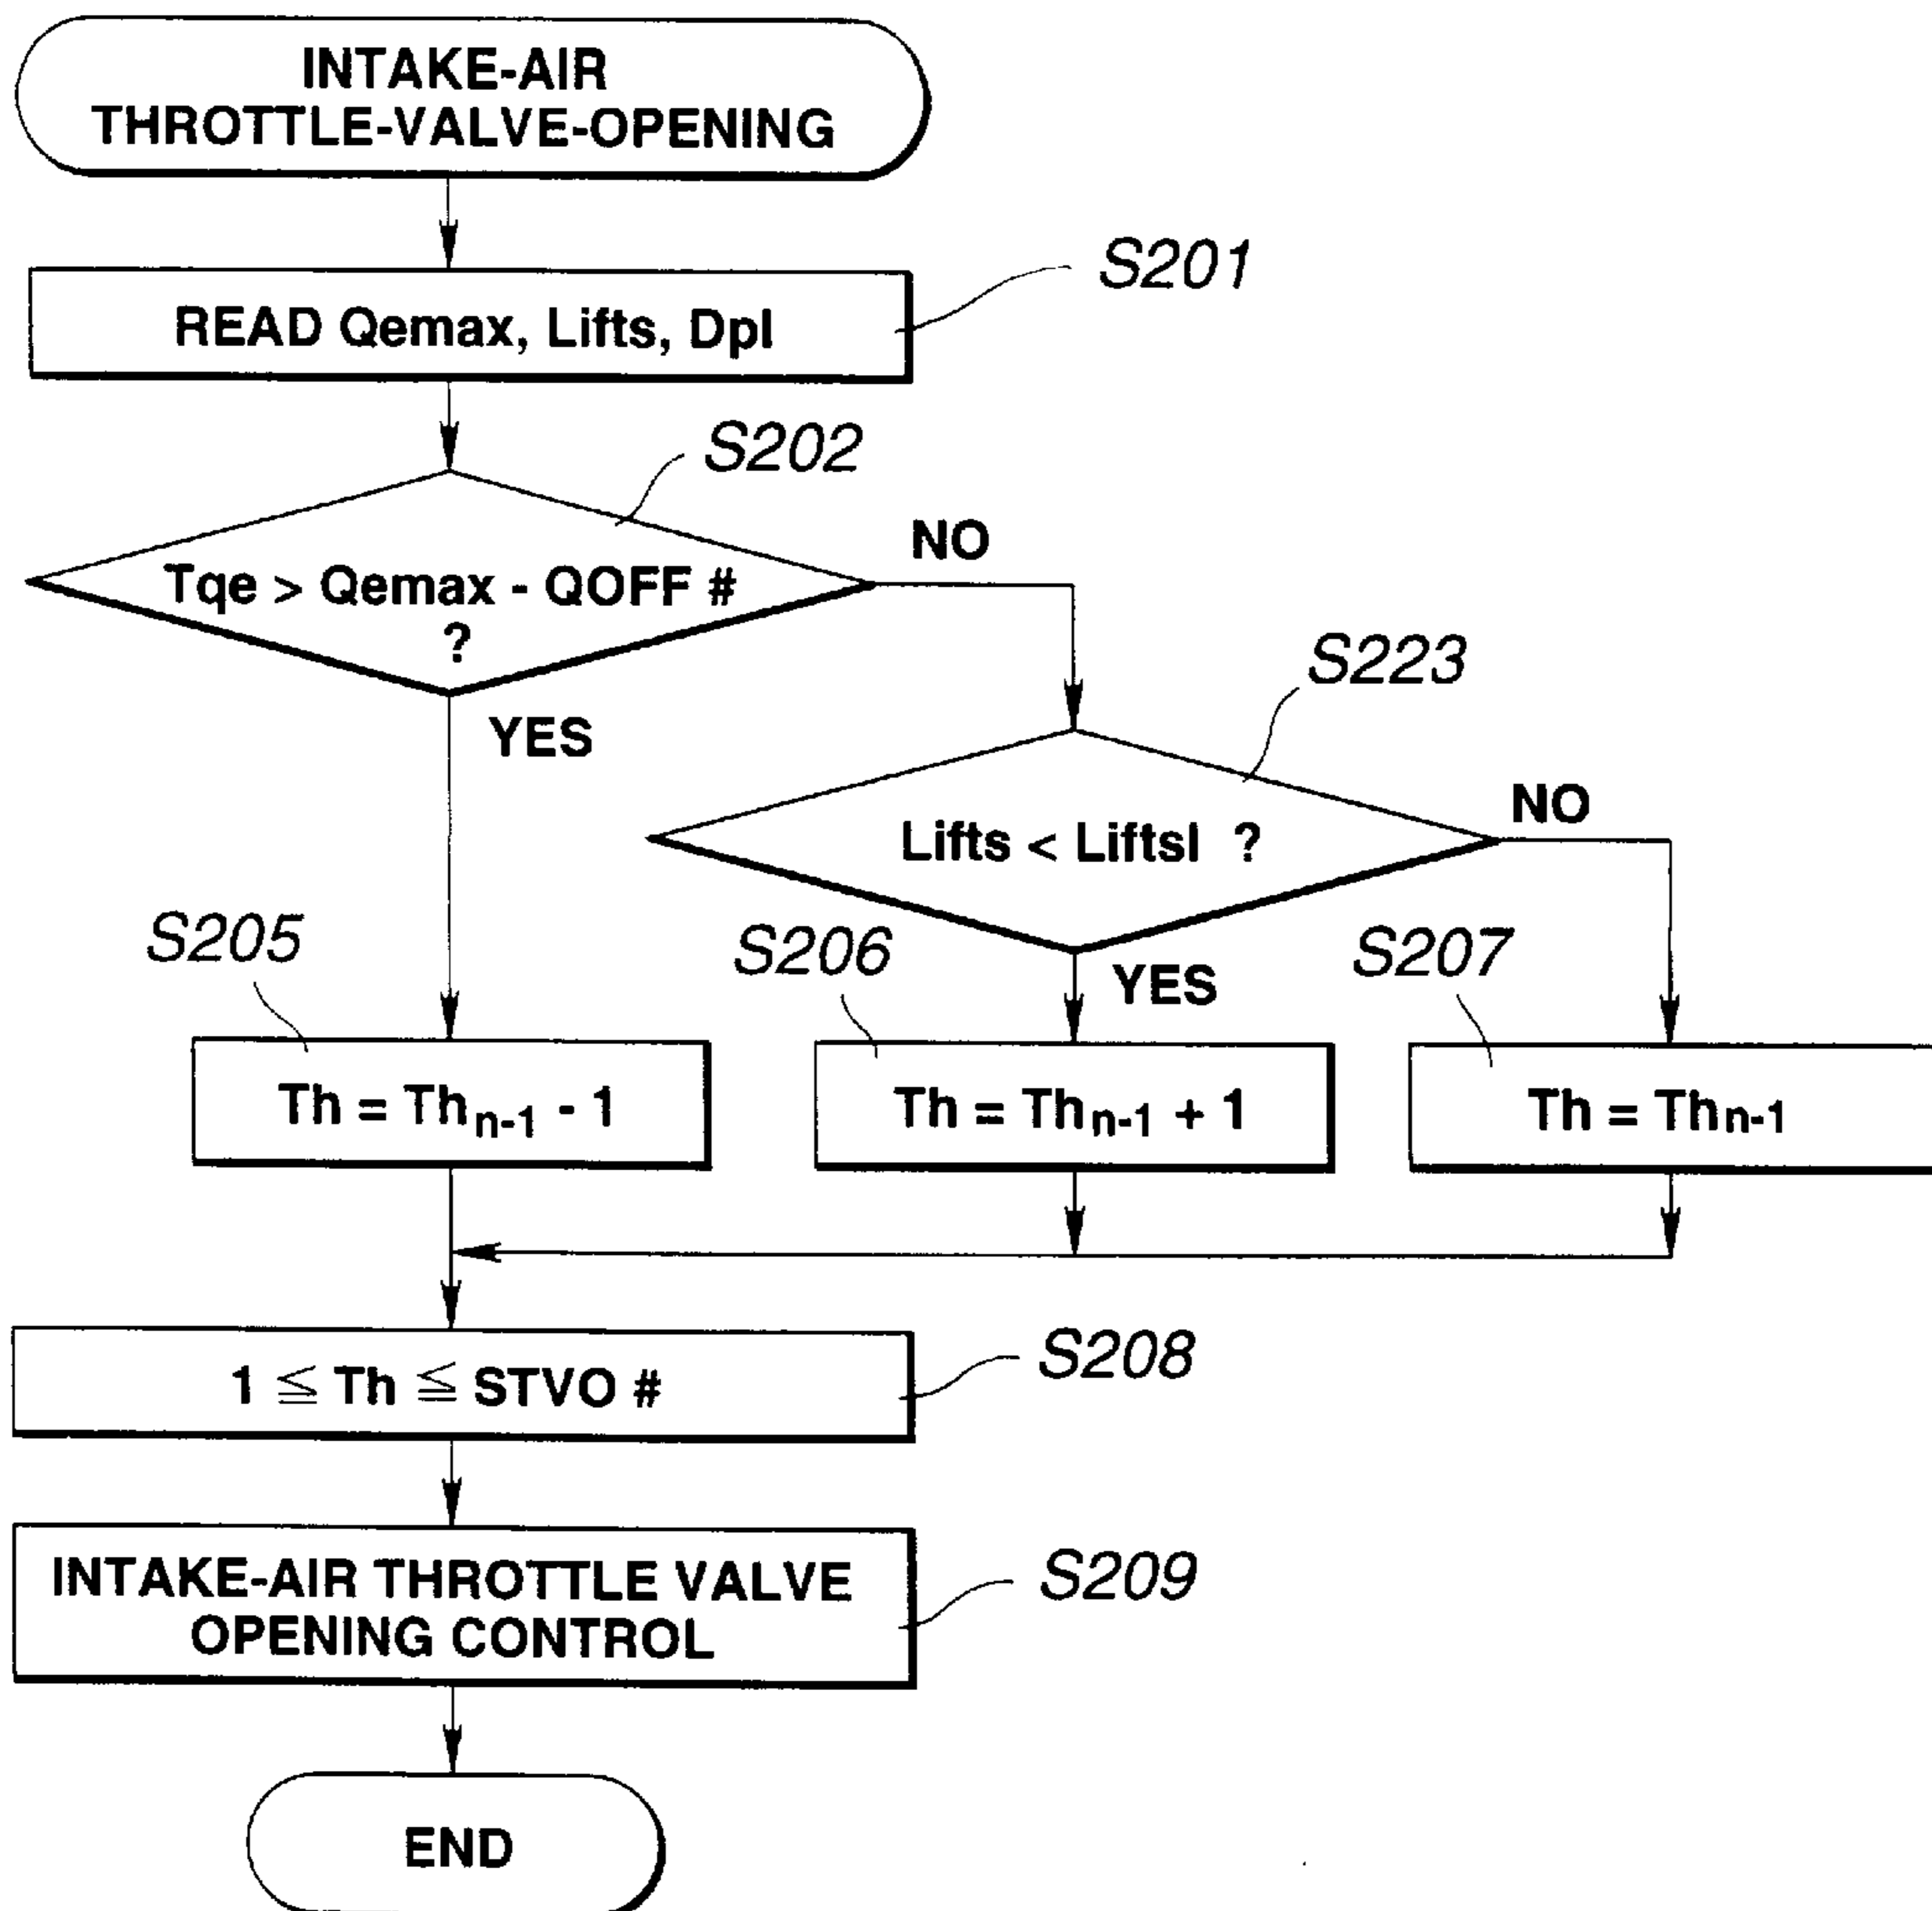 INTAKE-AIR
THROTTLE-VALVE-OPENING
S201
READ Qemax, Lifts, Dpl
S202
NO
Tqe > Qemax - QOFF #
?
YES
S223
NO
Lifts < Liftsl ?
YES
S205
S206
S207
Th = Thn-1 - 1
Th = Thn-1 + 1
Th = Thn-1
S208
1 ≦ Th ≦ STVO #
S209
INTAKE-AIR THROTTLE VALVE
OPENING CONTROL
END